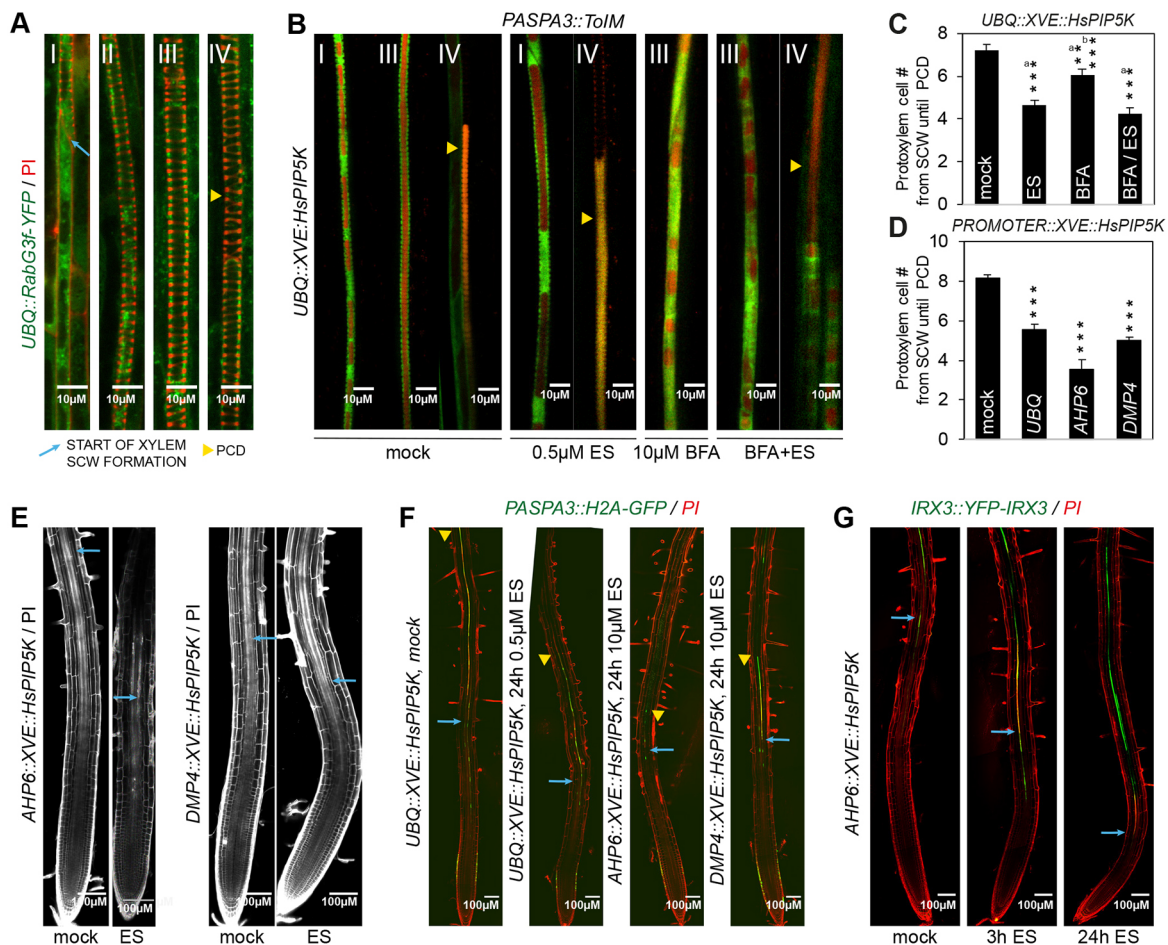 A
UBQ::RabG3f-YFP / PI
I II III IV
10µM 10µM 10µM 10µM
START OF XYLEM
SCW FORMATION
PCD
B
PASPA3::ToIM
UBQ::XVE:HsPIP5K
I III IV I IV III III IV
10µM 10µM 10µM 10µM 10µM 10µM 10µM 10µM
mock 0.5µM ES 10µM BFA BFA+ES
C
UBQ::XVE::HsPIP5K
Protoxylem cell #
from SCW until PCD
8
6
4
2
0
a b a
*** ** *** ***
mock ES BFA BFA / ES
D
PROMOTER::XVE::HsPIP5K
Protoxylem cell #
from SCW until PCD
10
8
6
4
2
0
*** *** ***
mock UBQ AHP6 DMP4
E
AHP6::XVE::HsPIP5K / PI
100µM 100µM
mock ES
DMP4::XVE::HsPIP5K / PI
100µM 100µM
mock ES
F
PASPA3::H2A-GFP / PI
UBQ::XVE::HsPIP5K, mock
UBQ::XVE::HsPIP5K, 24h 0.5µM ES
AHP6::XVE::HsPIP5K, 24h 10µM ES
DMP4::XVE::HsPIP5K, 24h 10µM ES
100µM 100µM 100µM 100µM
G
IRX3::YFP-IRX3 / PI
AHP6::XVE::HsPIP5K
100µM 100µM 100µM
mock 3h ES 24h ES